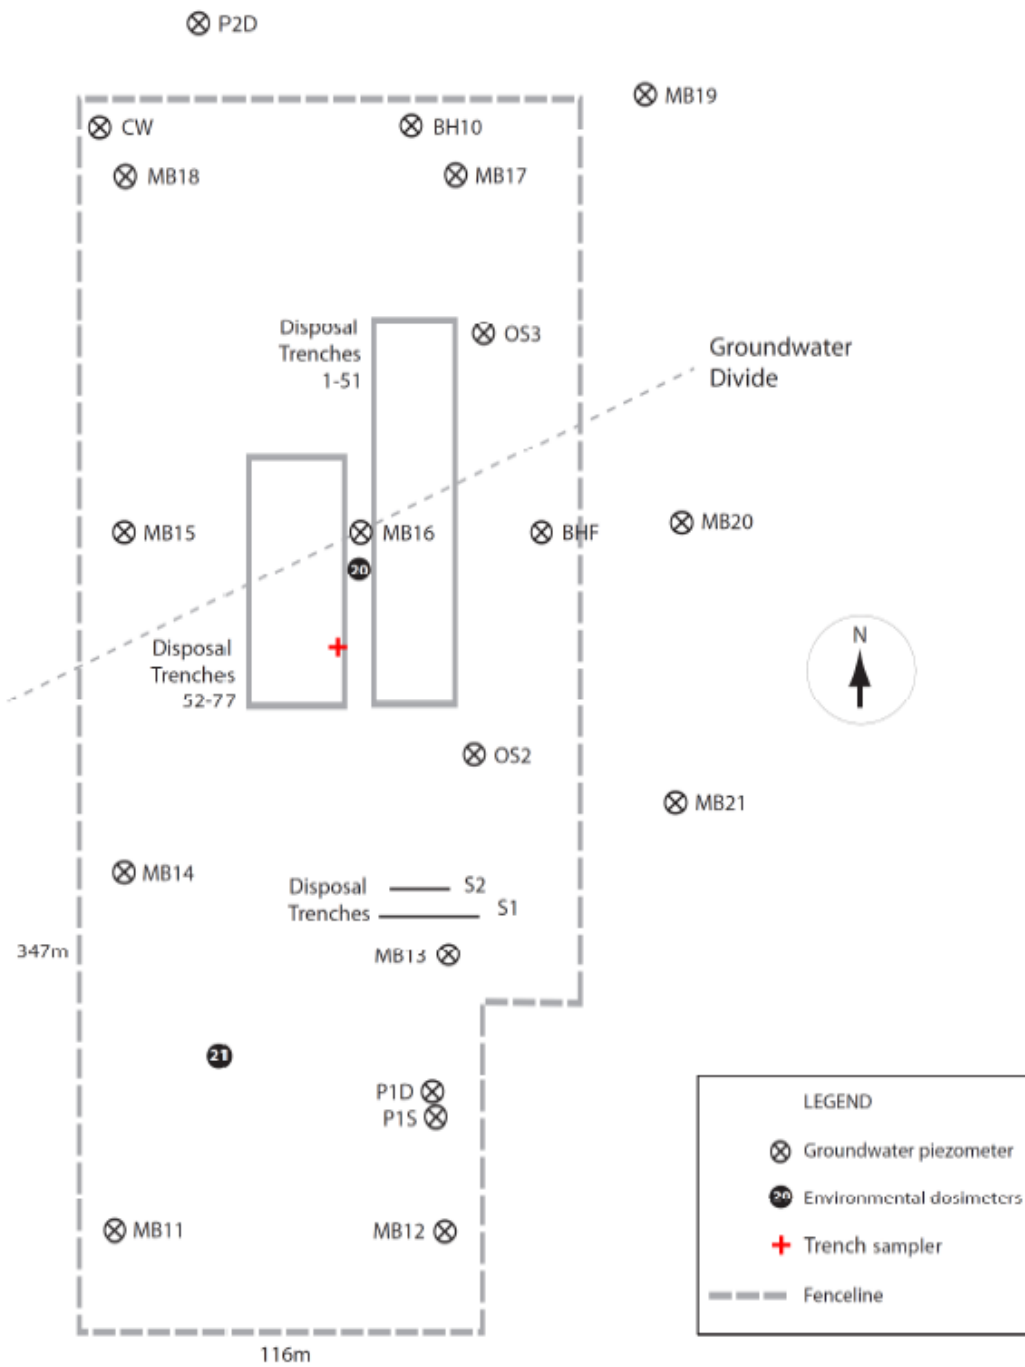 P2D
MB19
CW
BH10
MB18
MB17
Disposal
Trenches
1-51
OS3
Groundwater
Divide
MB15
MB16
BHF
MB20
20
N
Disposal
Trenches
52-77
OS2
MB21
MB14
Disposal
Trenches
S2
S1
347m
MB13
21
P1D
P1S
MB11
MB12
116m
LEGEND
Groundwater piezometer
20
Environmental dosimeters
Trench sampler
Fenceline